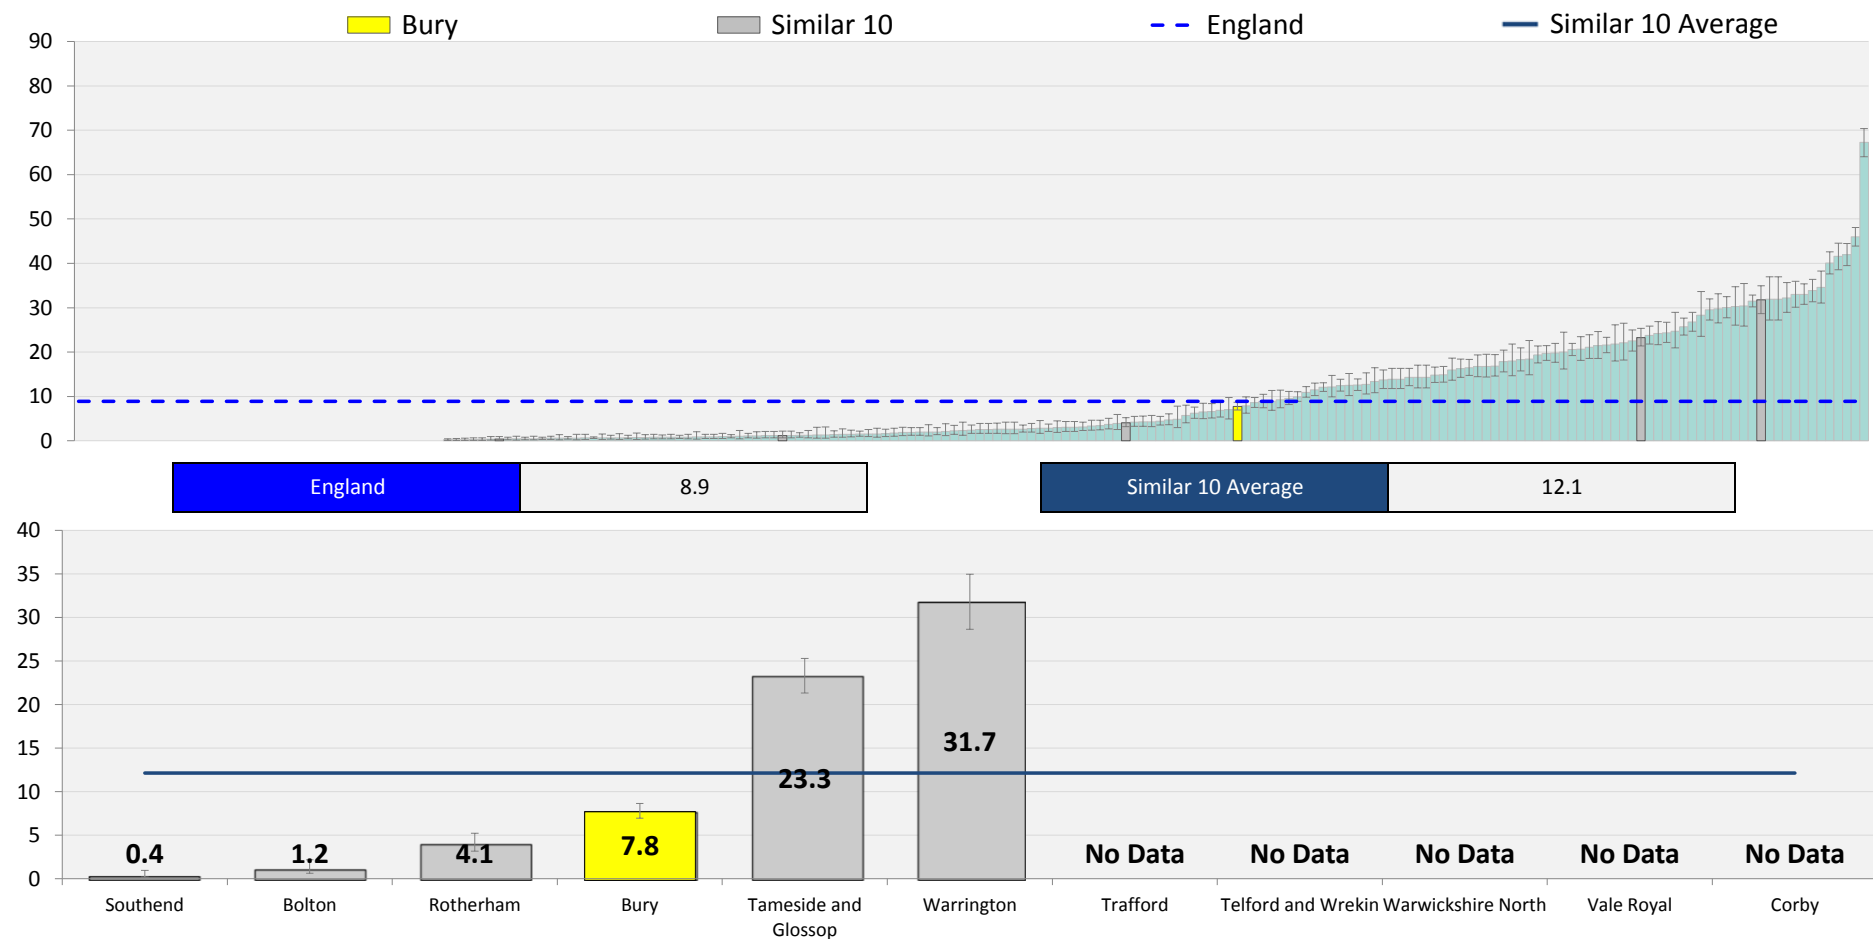 Bury
Similar 10
England
Similar 10 Average
90
80
70
60
50
40
30
20
10
0
England 8.9
Similar 10 Average 12.1
40
35
30
25
20
15
10
5
0
0.4
1.2
4.1
7.8
23.3
31.7
No Data
No Data
No Data
No Data
No Data
Southend
Bolton
Rotherham
Bury
Tameside and
Glossop
Warrington
Trafford
Telford and Wrekin
Warwickshire North
Vale Royal
Corby